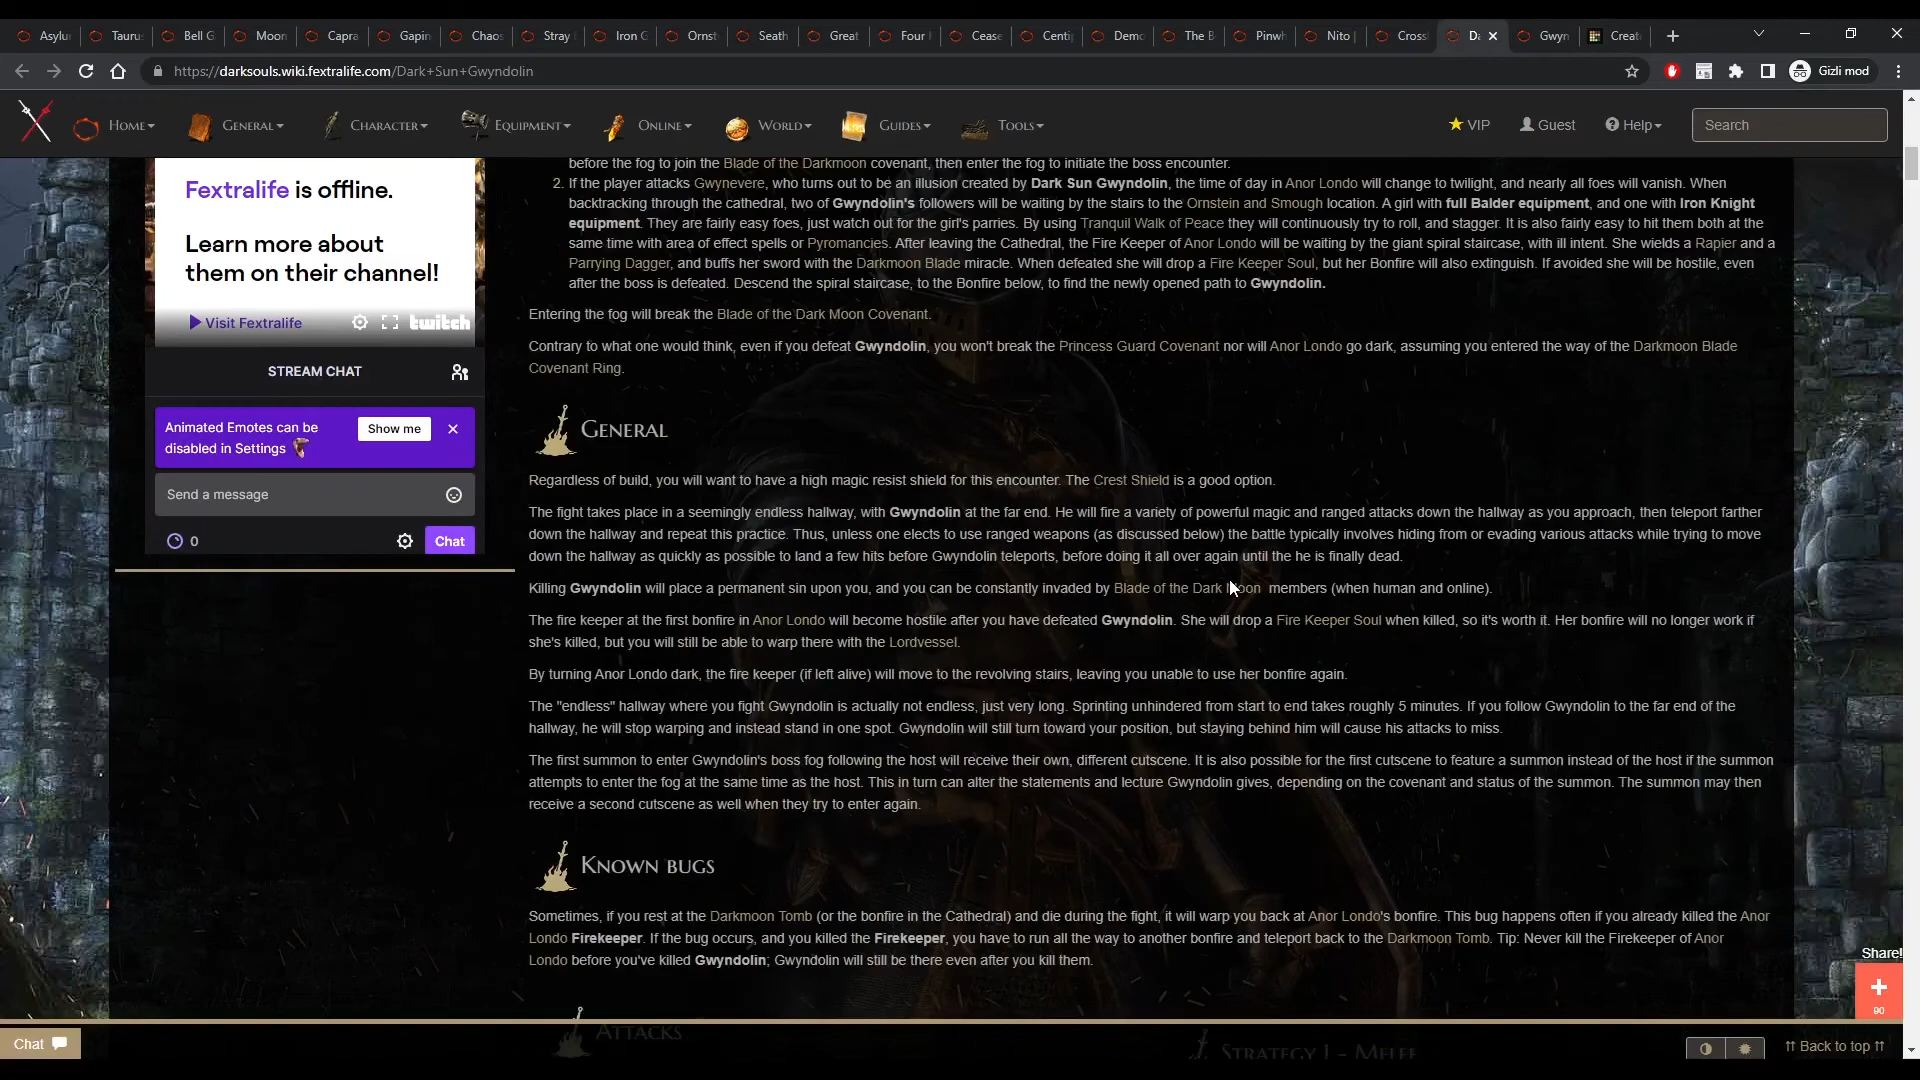 Asylu
Tauru
Bell G
Moon
Capra
Gapin
Chaos
Stray
Iron G
Ornst
Seath
Great
Four
Cease
Centi
Demo
The B
Pinwh
Nito |
Cross
Da
Gwyn
Creat
https://darksouls.wiki.fextralife.com/Dark+Sun+Gwyndolin
Gizli mod
Home
General
Character
Equipment
Online
World
Guides
Tools
VIP
Guest
Help
Search
Fextralife is offline.
Learn more about
them on their channel!
Visit Fextralife
twitch
STREAM CHAT
Animated Emotes can be
disabled in Settings
Show me
Send a message
0
Chat
before the fog to join the Blade of the Darkmoon covenant, then enter the fog to initiate the boss encounter.
2. If the player attacks Gwynevere, who turns out to be an illusion created by Dark Sun Gwyndolin, the time of day in Anor Londo will change to twilight, and nearly all foes will vanish. When
backtracking through the cathedral, two of Gwyndolin's followers will be waiting by the stairs to the Ornstein and Smough location. A girl with full Balder equipment, and one with Iron Knight
equipment. They are fairly easy foes, just watch out for the girl's parries. By using Tranquil Walk of Peace they will continuously try to roll, and stagger. It is also fairly easy to hit them both at the
same time with area of effect spells or Pyromancies. After leaving the Cathedral, the Fire Keeper of Anor Londo will be waiting by the giant spiral staircase, with ill intent. She wields a Rapier and a
Parrying Dagger, and buffs her sword with the Darkmoon Blade miracle. When defeated she will drop a Fire Keeper Soul, but her Bonfire will also extinguish. If avoided she will be hostile, even
after the boss is defeated. Descend the spiral staircase, to the Bonfire below, to find the newly opened path to Gwyndolin.
Entering the fog will break the Blade of the Dark Moon Covenant.
Contrary to what one would think, even if you defeat Gwyndolin, you won't break the Princess Guard Covenant nor will Anor Londo go dark, assuming you entered the way of the Darkmoon Blade
Covenant Ring.
General
Regardless of build, you will want to have a high magic resist shield for this encounter. The Crest Shield is a good option.
The fight takes place in a seemingly endless hallway, with Gwyndolin at the far end. He will fire a variety of powerful magic and ranged attacks down the hallway as you approach, then teleport farther
down the hallway and repeat this practice. Thus, unless one elects to use ranged weapons (as discussed below) the battle typically involves hiding from or evading various attacks while trying to move
down the hallway as quickly as possible to land a few hits before Gwyndolin teleports, before doing it all over again until the he is finally dead.
Killing Gwyndolin will place a permanent sin upon you, and you can be constantly invaded by Blade of the Dark Moon members (when human and online).
The fire keeper at the first bonfire in Anor Londo will become hostile after you have defeated Gwyndolin. She will drop a Fire Keeper Soul when killed, so it's worth it. Her bonfire will no longer work if
she's killed, but you will still be able to warp there with the Lordvessel.
By turning Anor Londo dark, the fire keeper (if left alive) will move to the revolving stairs, leaving you unable to use her bonfire again.
The "endless" hallway where you fight Gwyndolin is actually not endless, just very long. Sprinting unhindered from start to end takes roughly 5 minutes. If you follow Gwyndolin to the far end of the
hallway, he will stop warping and instead stand in one spot. Gwyndolin will still turn toward your position, but staying behind him will cause his attacks to miss.
The first summon to enter Gwyndolin's boss fog following the host will receive their own, different cutscene. It is also possible for the first cutscene to feature a summon instead of the host if the summon
attempts to enter the fog at the same time as the host. This in turn can alter the statements and lecture Gwyndolin gives, depending on the covenant and status of the summon. The summon may then
receive a second cutscene as well when they try to enter again.
Known bugs
Sometimes, if you rest at the Darkmoon Tomb (or the bonfire in the Cathedral) and die during the fight, it will warp you back at Anor Londo's bonfire. This bug happens often if you already killed the Anor
Londo Firekeeper. If the bug occurs, and you killed the Firekeeper, you have to run all the way to another bonfire and teleport back to the Darkmoon Tomb. Tip: Never kill the Firekeeper of Anor
Londo before you've killed Gwyndolin; Gwyndolin will still be there even after you kill them.
Attacks
Strategy 1 - Melee
Share!
90
Chat
Back to top